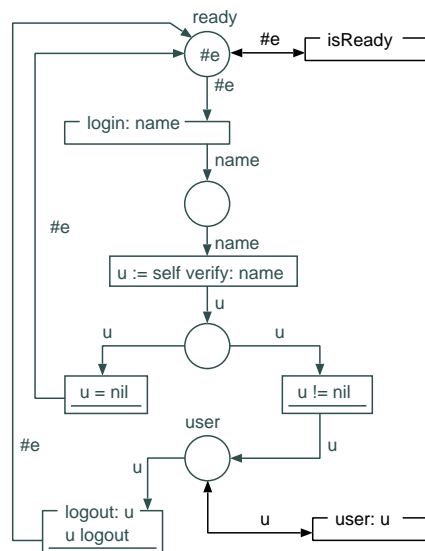 ready
#e
isReady
#e
#e
login: name
name
name
#e
u := self verify: name
u
u
u
u = nil
u != nil
user
u
#e
u
logout: u
u logout
u
user: u